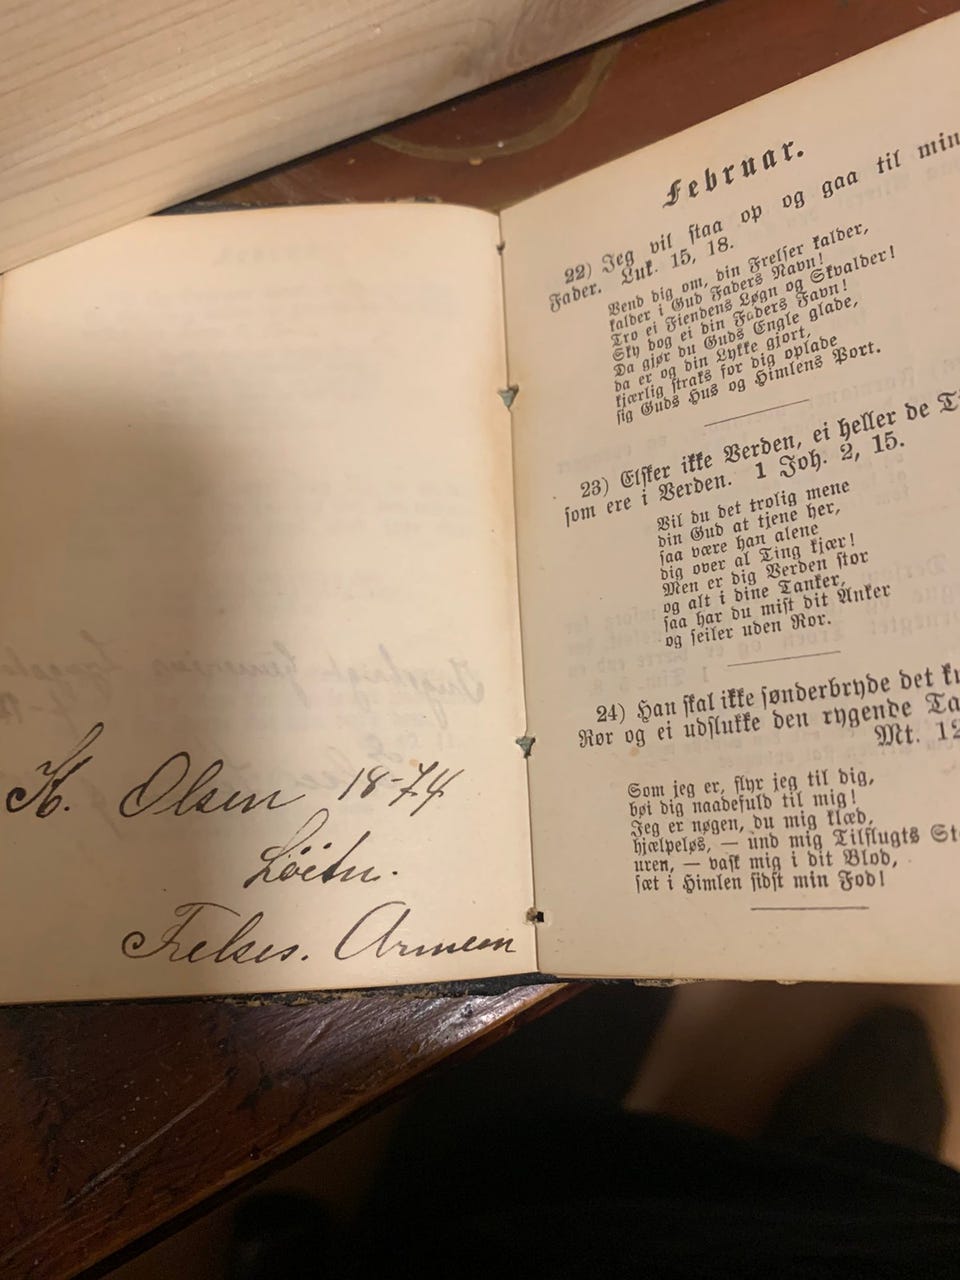 K. Olsen 18-74
Löitn.
Frelses. Armeen
Februar.
22) Jeg vil staa op og gaa til min
Fader. Luk. 15, 18.
Vend dig om, din Frelser kalder,
kalder i Gud Faders Navn!
Tro ei Fiendens Løgn og Skvalder!
Sky dog ei din Faders Favn!
Da gjør du Guds Engle glade,
da er og din Lykke gjort,
kjærlig straks for dig oplade
sig Guds Hus og Himlens Port.
23) Elsker ikke Verden, ei heller de
som ere i Verden. 1 Joh. 2, 15.
Vil du det trolig mene
din Gud at tjene her,
saa være han alene
dig over al Ting kjær!
Men er dig Verden stor
og alt i dine Tanker,
saa har du mist dit Anker
og seiler uden Ror.
24) Han skal ikke sønderbryde det
Rør og ei udslukke den rygende
Mt. 12
Som jeg er, flyr jeg til dig,
bøi dig naadefuld til mig!
Jeg er nøgen, du mig klæd,
hjælpeløs, — und mig Tilflugts
uren, — vask mig i dit Blod,
sæt i Himlen sidst min Fod!